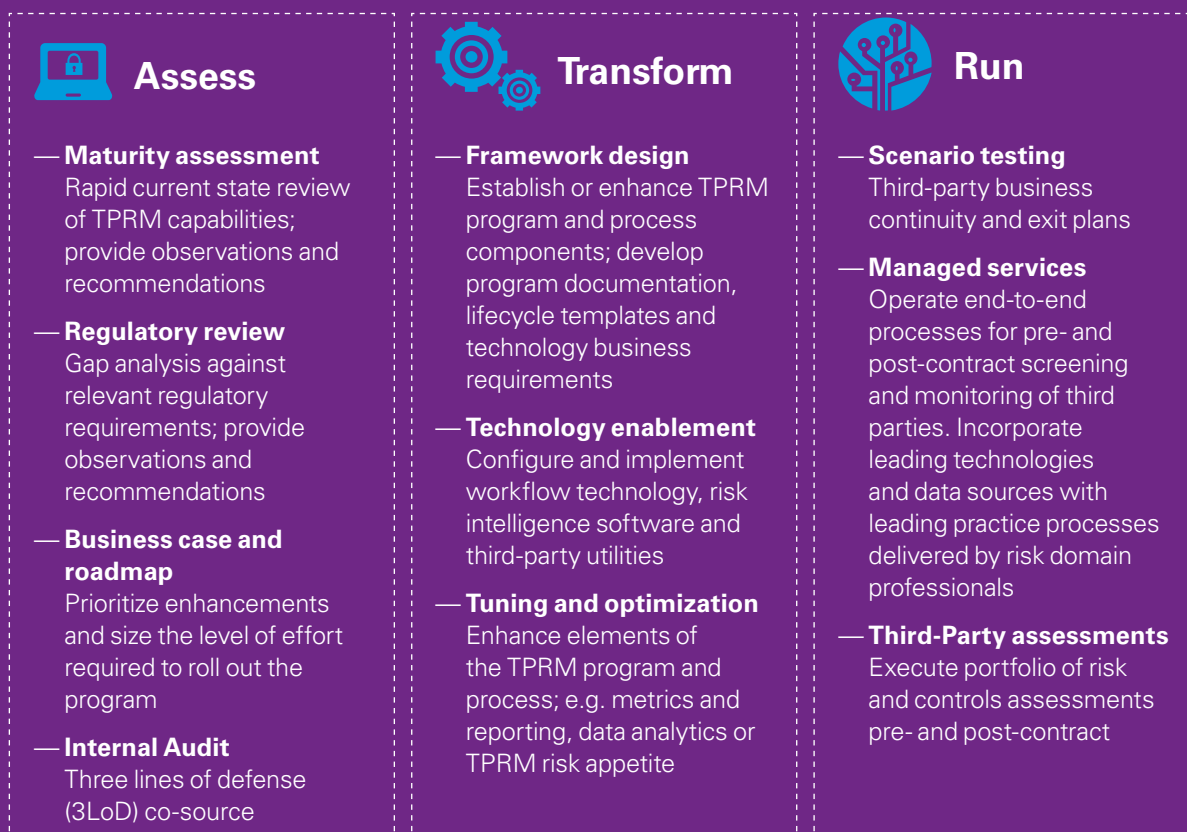 Assess
— Maturity assessment
Rapid current state review
of TPRM capabilities;
provide observations and
recommendations
— Regulatory review
Gap analysis against
relevant regulatory
requirements; provide
observations and
recommendations
— Business case and
roadmap
Prioritize enhancements
and size the level of effort
required to roll out the
program
— Internal Audit
Three lines of defense
(3LoD) co-source
Transform
— Framework design
Establish or enhance TPRM
program and process
components; develop
program documentation,
lifecycle templates and
technology business
requirements
— Technology enablement
Configure and implement
workflow technology, risk
intelligence software and
third-party utilities
— Tuning and optimization
Enhance elements of
the TPRM program and
process; e.g. metrics and
reporting, data analytics or
TPRM risk appetite
Run
— Scenario testing
Third-party business
continuity and exit plans
— Managed services
Operate end-to-end
processes for pre- and
post-contract screening
and monitoring of third
parties. Incorporate
leading technologies
and data sources with
leading practice processes
delivered by risk domain
professionals
— Third-Party assessments
Execute portfolio of risk
and controls assessments
pre- and post-contract